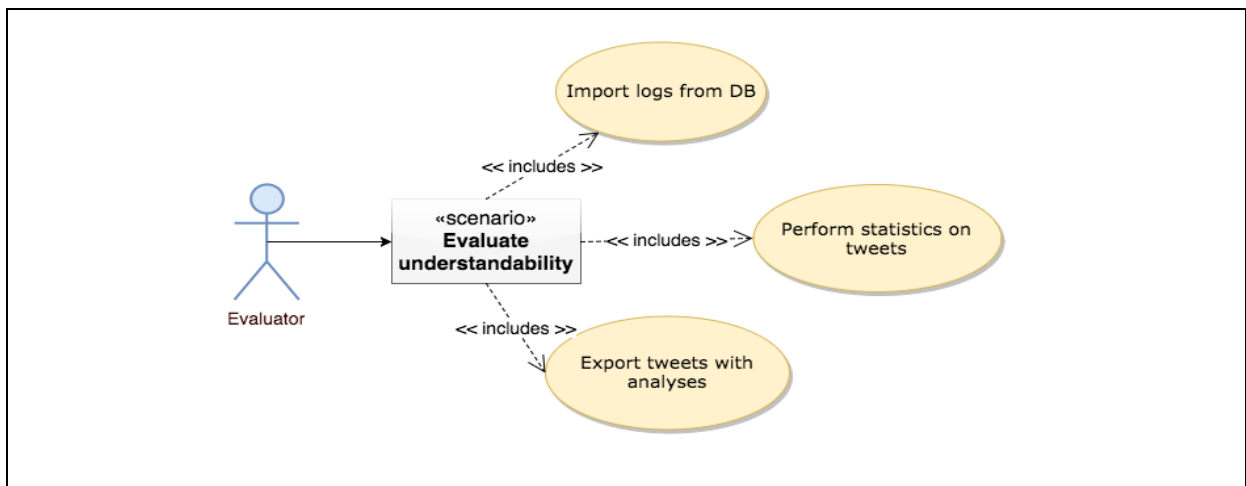 Import logs from DB
<< includes >>
«scenario»
Evaluate
understandability
<< includes >>
Perform statistics on
tweets
Evaluator
<< includes >>
Export tweets with
analyses